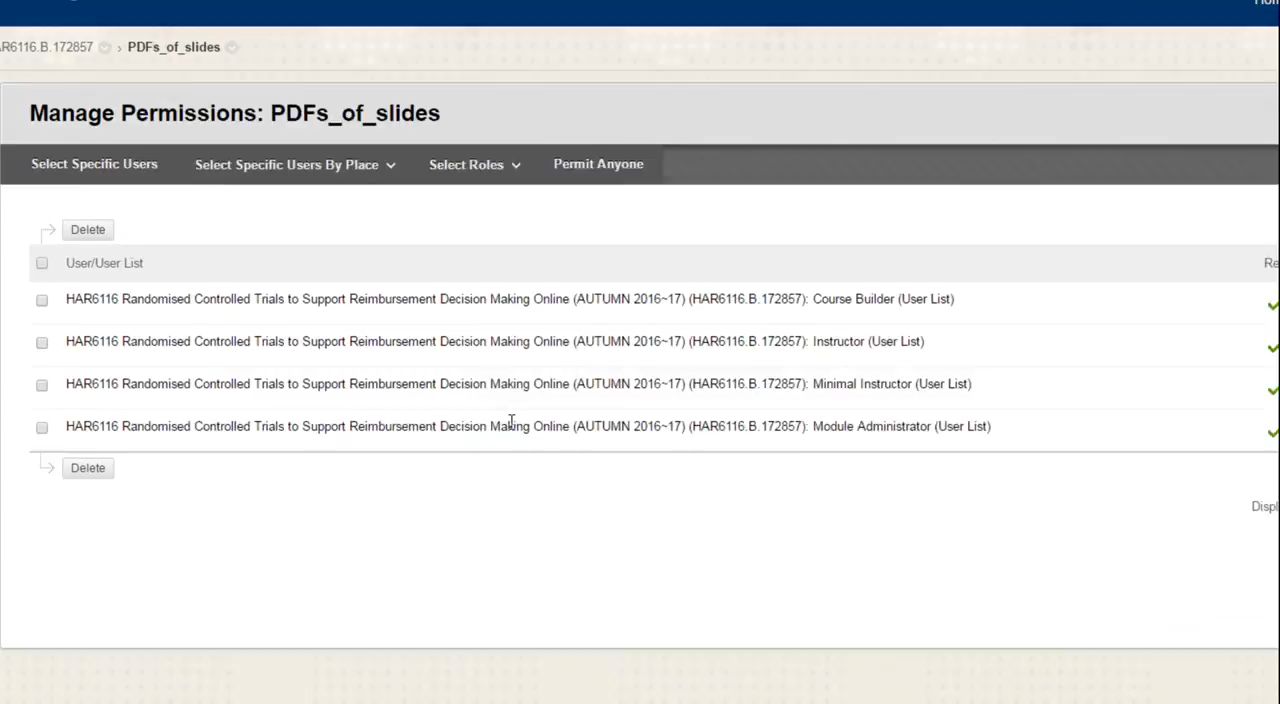 R6116.B.172857 > PDFs_of_slides
Manage Permissions: PDFs_of_slides
Select Specific Users Select Specific Users By Place Select Roles Permit Anyone
Delete
User/User List Re
HAR6116 Randomised Controlled Trials to Support Reimbursement Decision Making Online (AUTUMN 2016~17) (HAR6116.B.172857): Course Builder (User List)
HAR6116 Randomised Controlled Trials to Support Reimbursement Decision Making Online (AUTUMN 2016~17) (HAR6116.B.172857): Instructor (User List)
HAR6116 Randomised Controlled Trials to Support Reimbursement Decision Making Online (AUTUMN 2016~17) (HAR6116.B.172857): Minimal Instructor (User List)
HAR6116 Randomised Controlled Trials to Support Reimbursement Decision Making Online (AUTUMN 2016~17) (HAR6116.B.172857): Module Administrator (User List)
Delete
Displ